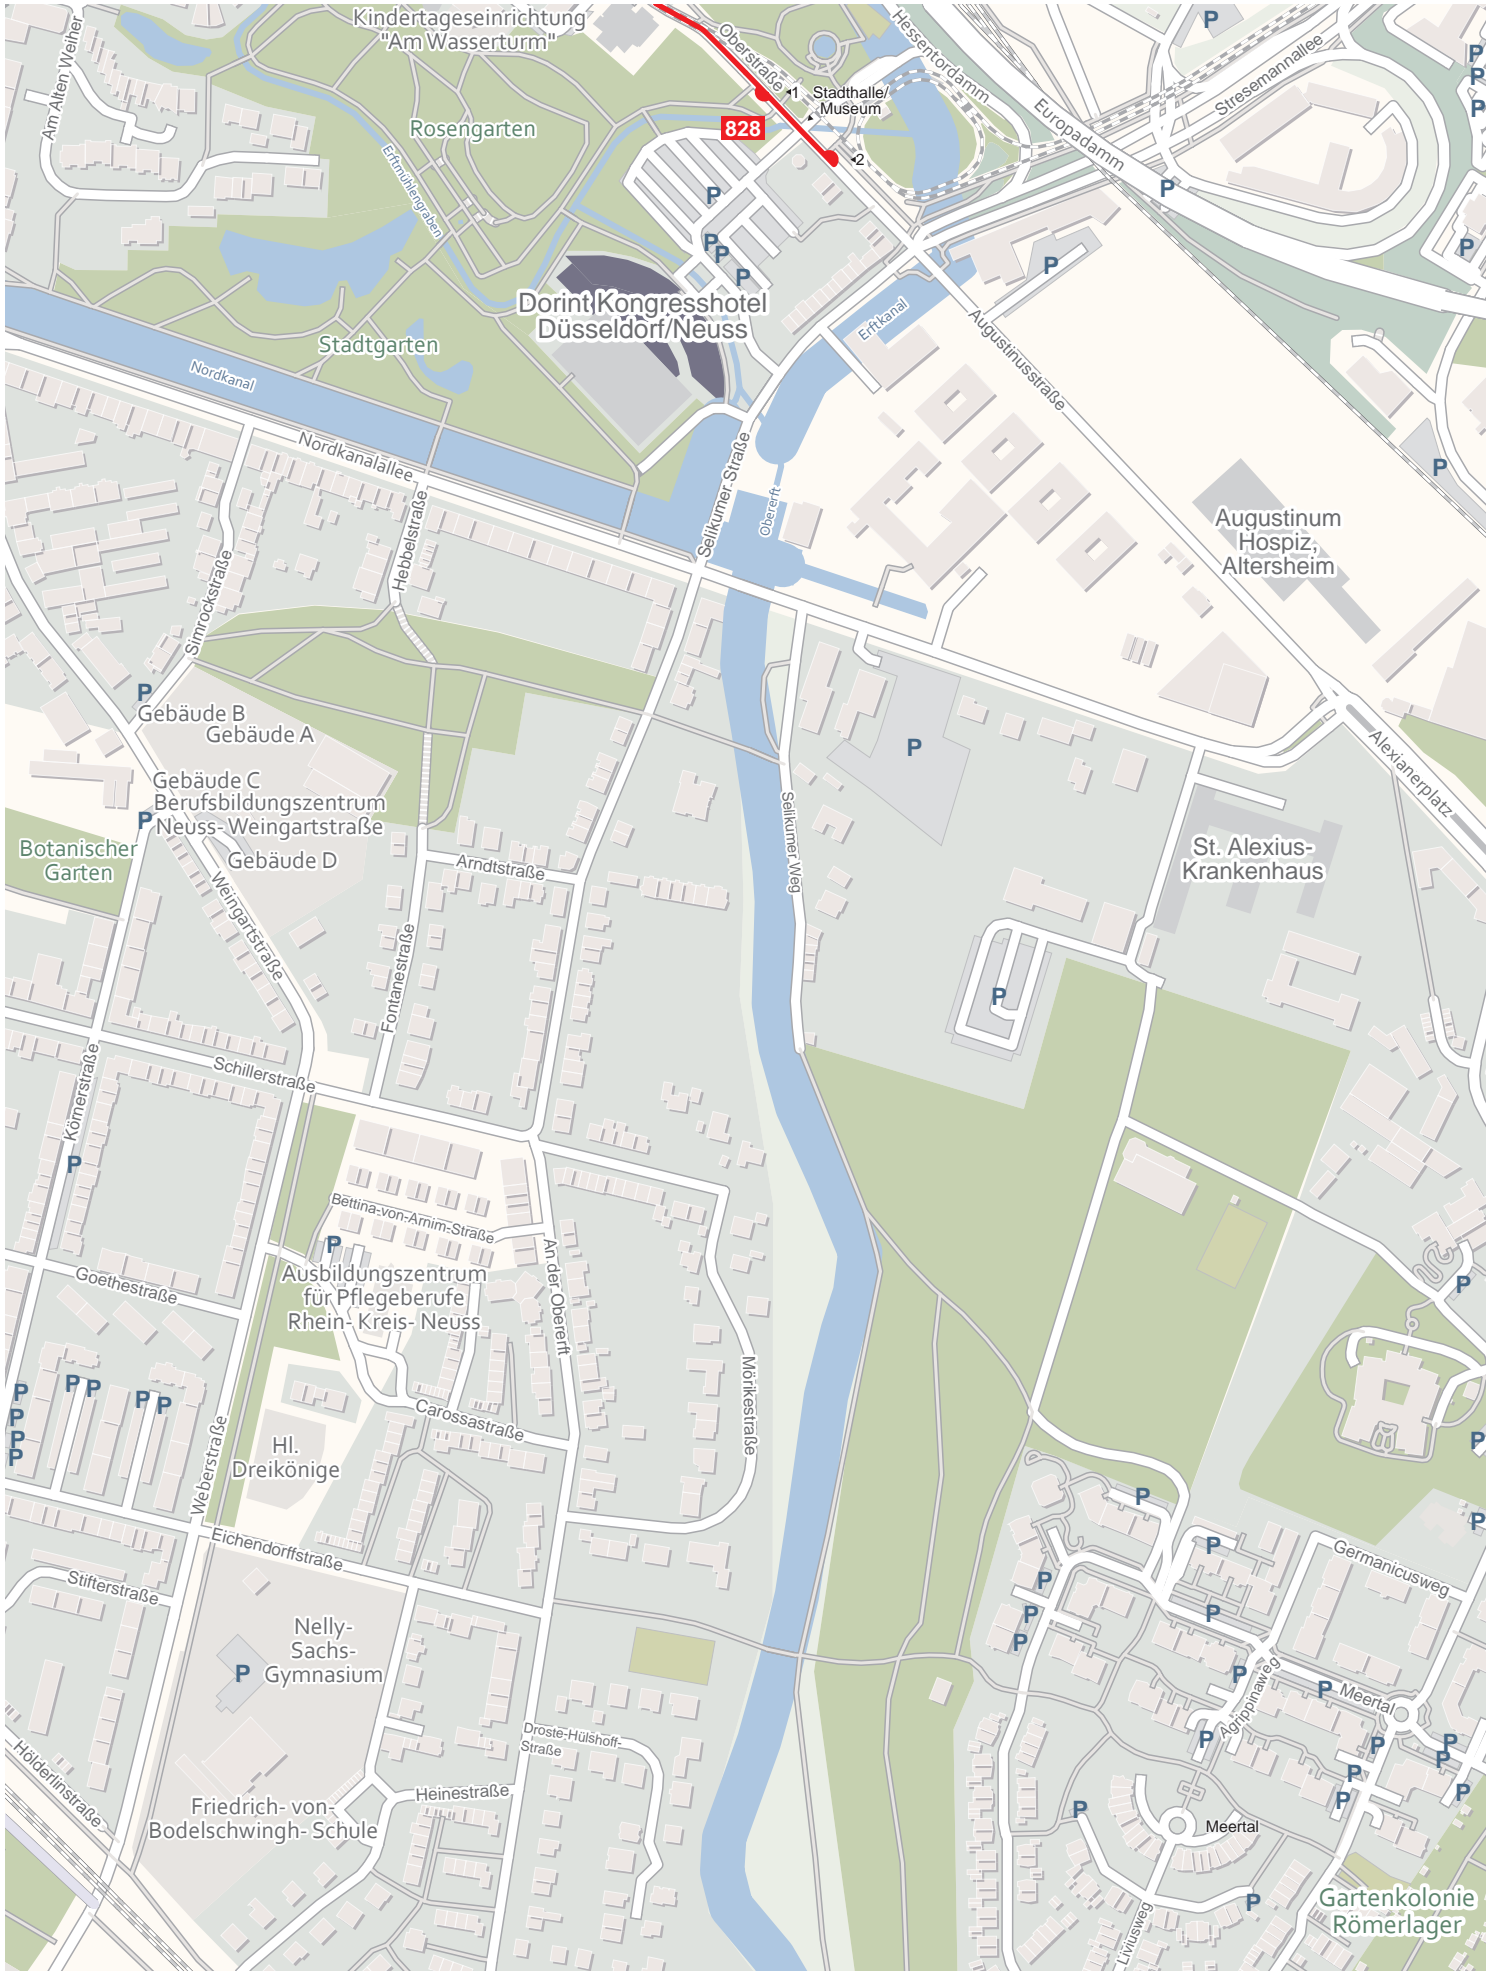 Kindertageseinrichtung
"Am Wasserturm"
Am Alten Weiher
Rosengarten
Erftmühlengraben
Oberstraße
828
1
Stadthalle/
Museum
2
Hessentordamm
Europadamm
Stresemannallee
P
P
P
P
P
P
P
P
P
P
P
P
P
Dorint Kongresshotel
Düsseldorf/Neuss
Stadtgarten
Nordkanal
Erftkanal
Augustinusstraße
Nordkanalallee
Selikumer Straße
Obererft
Augustinum
Hospiz,
Altersheim
Simrockstraße
Hebbelstraße
P
Gebäude B
Gebäude A
Gebäude C
Berufsbildungszentrum
P
Neuss- Weingartstraße
Gebäude D
Botanischer
Garten
Weingartstraße
Arndtstraße
Fontanestraße
Selikumer Weg
P
Alexianerplatz
St. Alexius-
Krankenhaus
P
Schillerstraße
Körnerstraße
P
Bettina-von-Arnim-Straße
P
Ausbildungszentrum
für Pflegeberufe
Rhein- Kreis- Neuss
An der Obererft
Goethestraße
P
P
P
P
P
P
P
P
P
Mörikestraße
Carossastraße
Weberstraße
Hl.
Dreikönige
P
P
P
P
Germanicusweg
P
P
P
P
P
P
Eichendorffstraße
Stifterstraße
Nelly-
Sachs-
Gymnasium
P
Agrippinaweg
Meertal
P
P
P
P
P
P
P
P
Droste-Hülshoff-
Straße
Hölderlinstraße
Heinestraße
Friedrich- von-
Bodelschwingh- Schule
Meertal
P
Liviusweg
Gartenkolonie
Römerlager